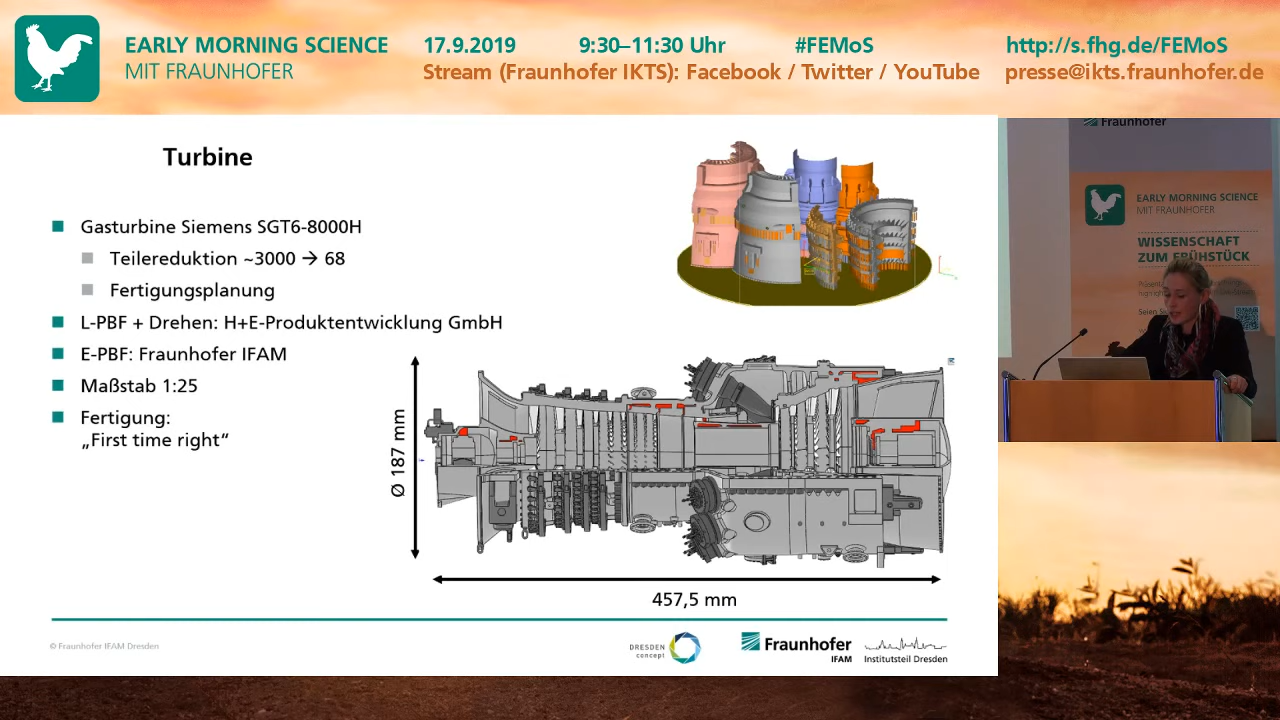 EARLY MORNING SCIENCE
MIT FRAUNHOFER
17.9.2019 9:30–11:30 Uhr #FEMoS http://s.fhg.de/FEMoS
Stream (Fraunhofer IKTS): Facebook / Twitter / YouTube presse@ikts.fraunhofer.de
Turbine
Gasturbine Siemens SGT6-8000H
Teilereduktion ~3000 → 68
Fertigungsplanung
L-PBF + Drehen: H+E-Produktentwicklung GmbH
E-PBF: Fraunhofer IFAM
Maßstab 1:25
Fertigung:
„First time right“
Ø 187 mm
457,5 mm
© Fraunhofer IFAM Dresden
DRESDEN
concept
Fraunhofer
IFAM
Institutsteil Dresden
Fraunhofer
EARLY MORNING SCIENCE
MIT FRAUNHOFER
WISSENSCHAFT
ZUM FRÜHSTÜCK